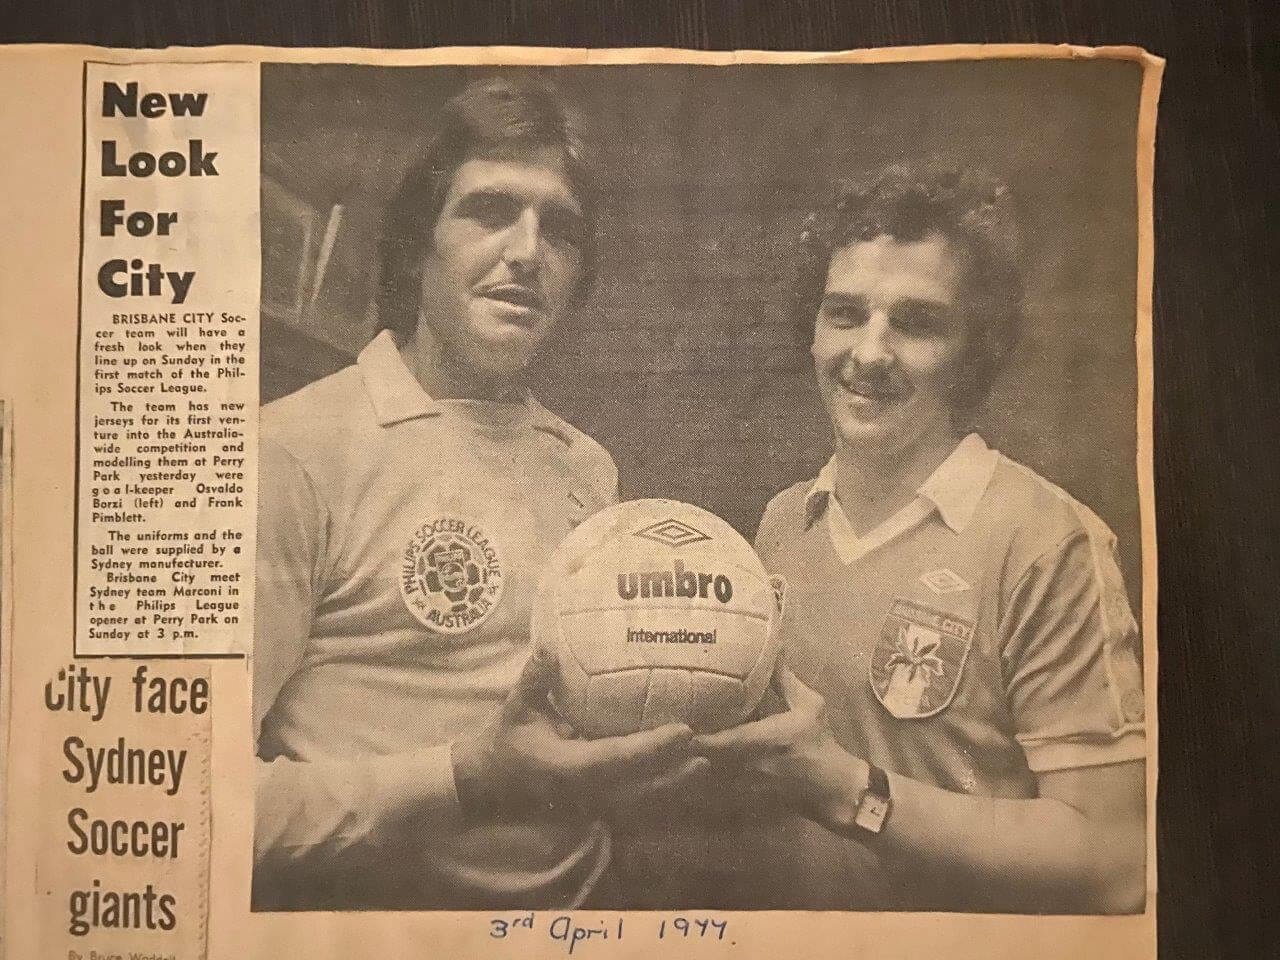 New
Look
For
City
BRISBANE CITY Soc-
cer team will have a
fresh look when they
line up on Sunday in the
first match of the Phil-
ips Soccer League.
The team has new
jerseys for its first ven-
ture into the Australia-
wide competition and
modelling them at Perry
Park yesterday were
goal-keeper Osvaldo
Borzi (left) and Frank
Pimblett.
The uniforms and the
ball were supplied by a
Sydney manufacturer.
Brisbane City meet
Sydney team Marconi in
the Philips League
opener at Perry Park on
Sunday at 3 p.m.
City face
Sydney
Soccer
giants
By Bruce
PHILIPS SOCCER LEAGUE
AUSTRALIA
umbro
International
BRISBANE CITY
3rd April 1977.